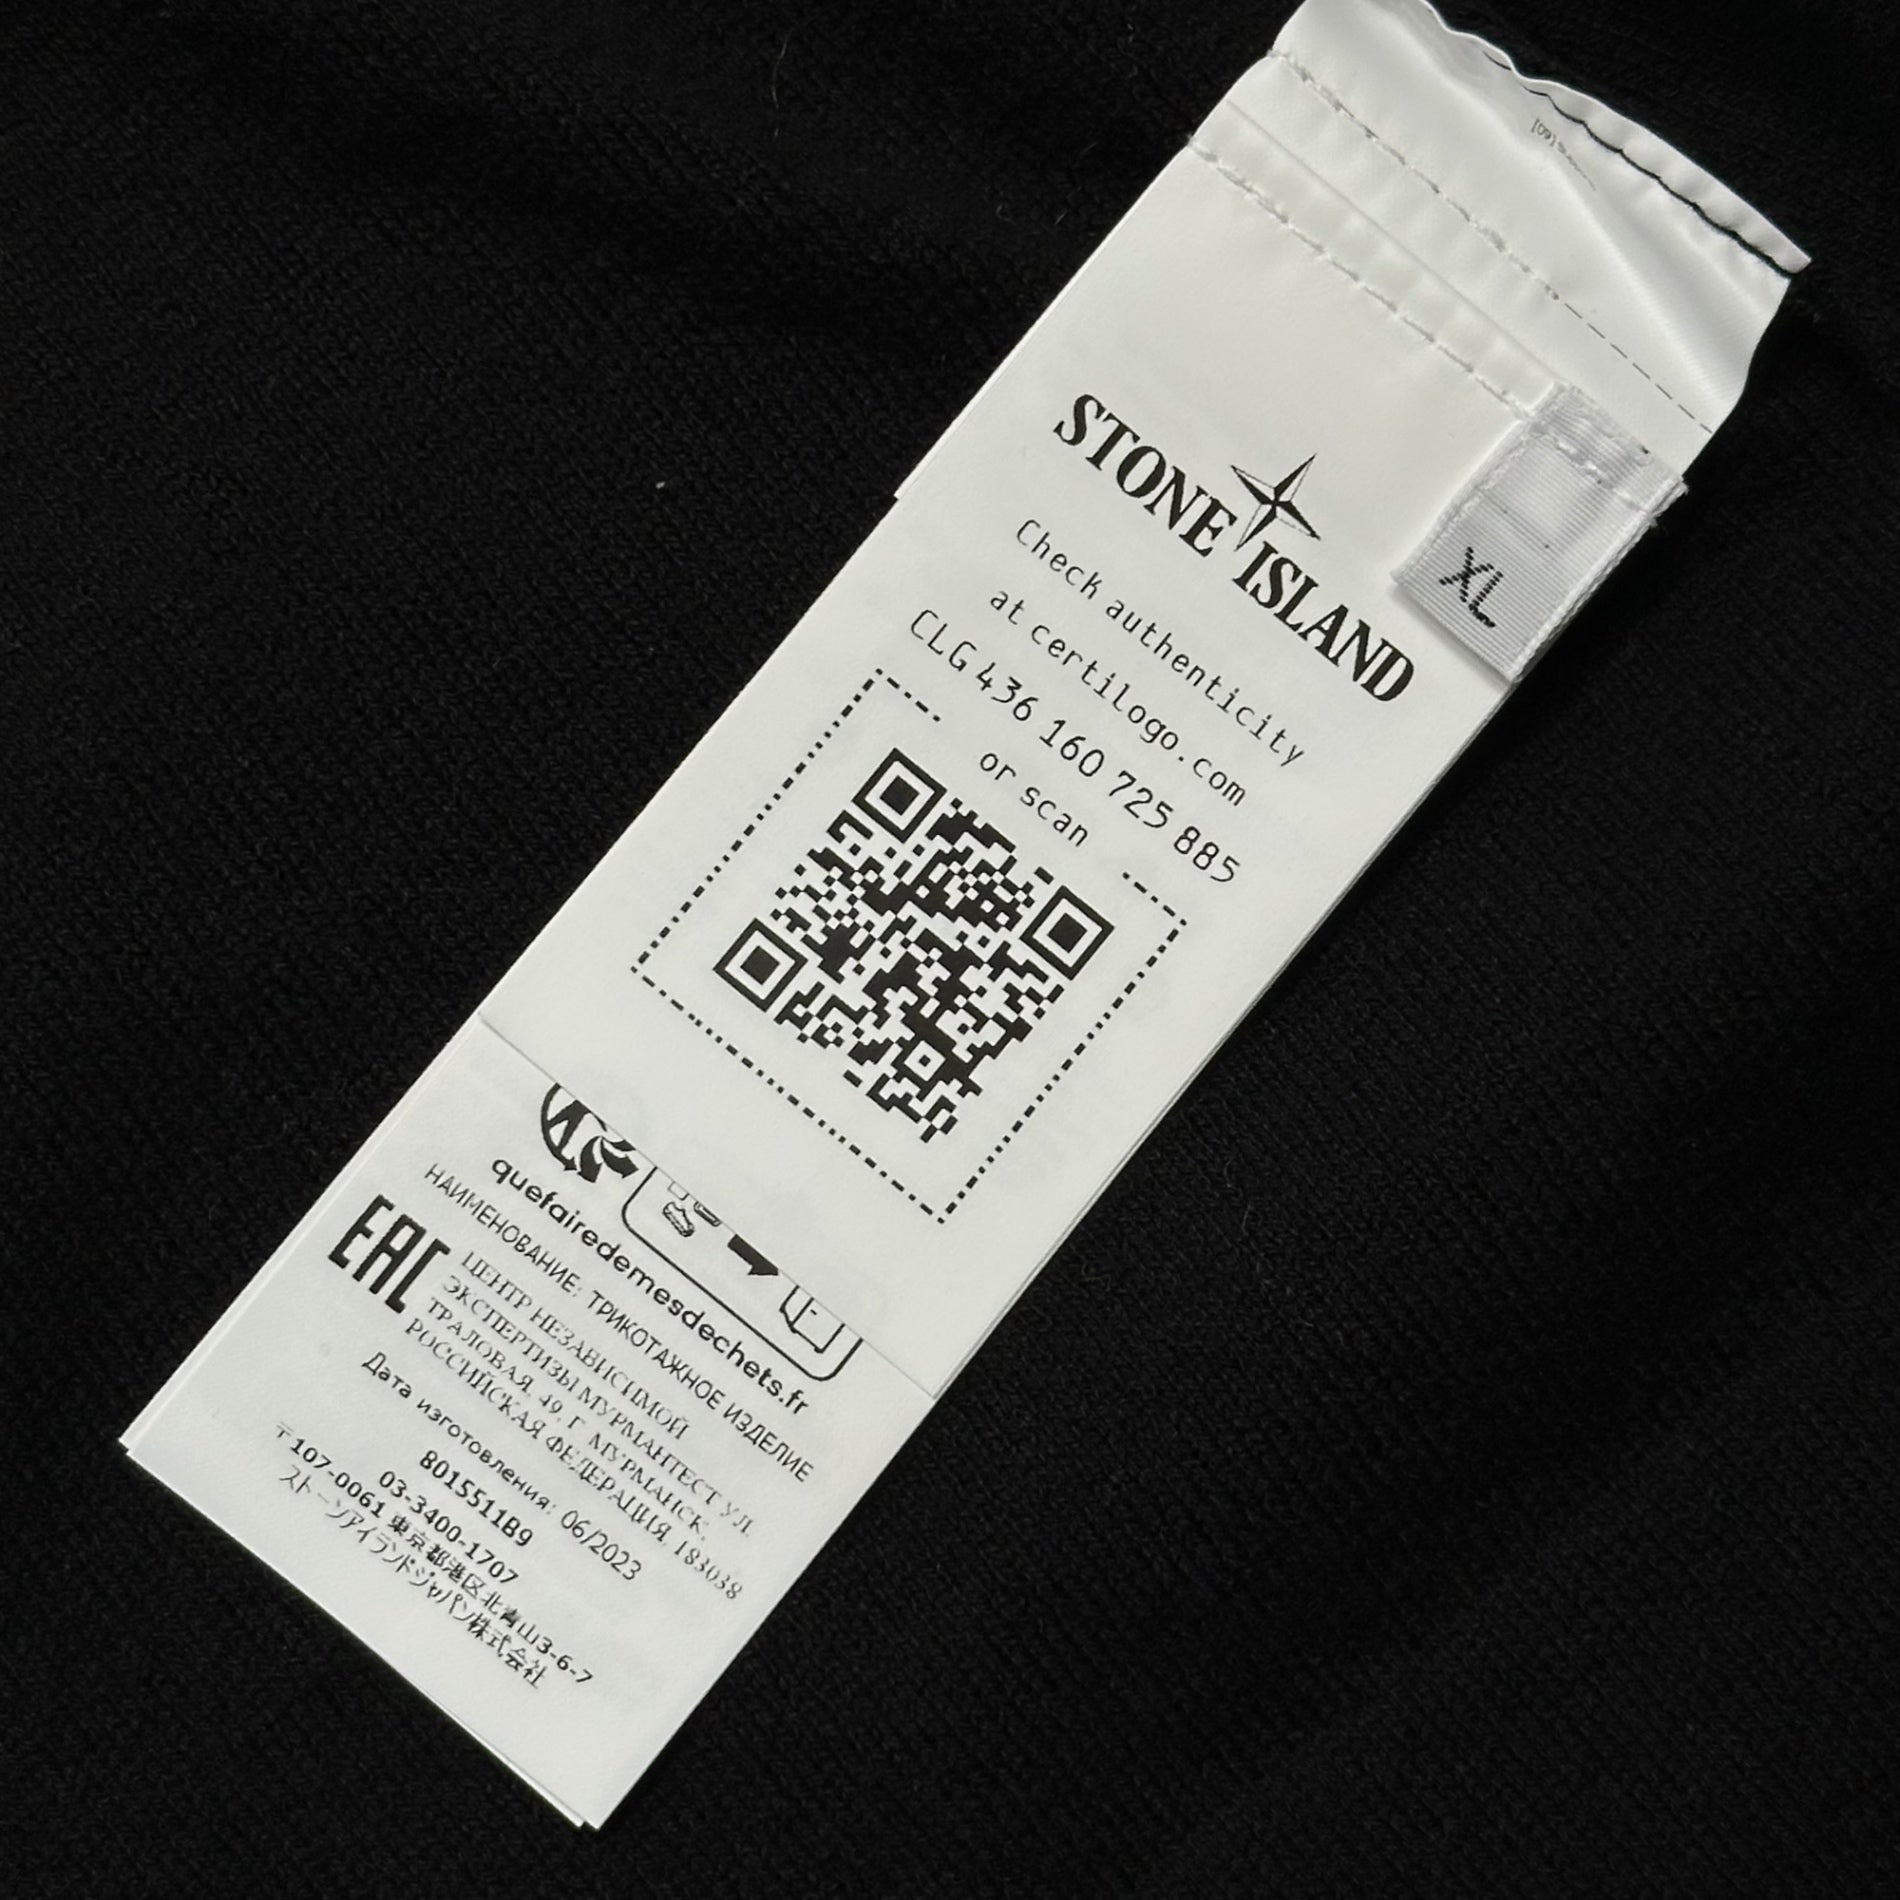 STONE ISLAND
XL
Check authenticity
at certilogo.com
CLG 436 160 725 885
or scan
quefairedemesdechets.fr
НАИМЕНОВАНИЕ: ТРИКОТАЖНОЕ ИЗДЕЛИЕ
EAC
ЦЕНТР НЕЗАВИСИМОЙ
ЭКСПЕРТИЗЫ МУРМАНТЕСТ УЛ.
ТРАЛОВАЯ, 49, Г. МУРМАНСК,
РОССИЙСКАЯ ФЕДЕРАЦИЯ, 183038
Дата изготовления: 06/2023
8015511B9
03-3400-1707
〒107-0061 東京都港区北青山3-6-7
ストーンアイランドジャパン株式会社